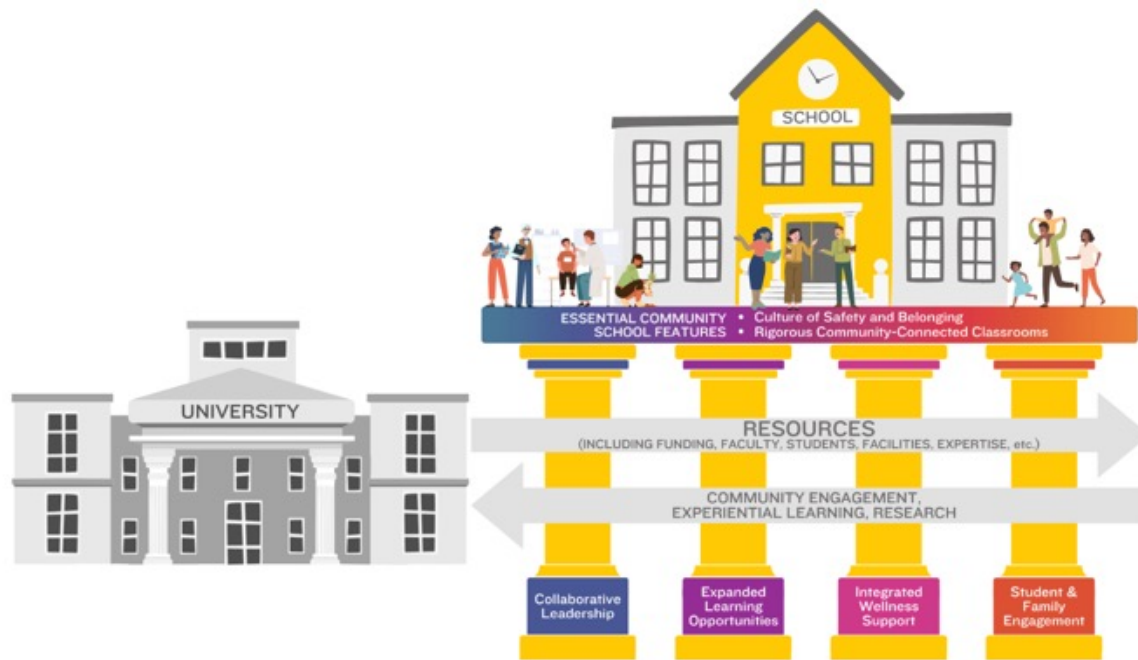 SCHOOL
ESSENTIAL COMMUNITY • Culture of Safety and Belonging
SCHOOL FEATURES • Rigorous Community-Connected Classrooms
UNIVERSITY
RESOURCES
(INCLUDING FUNDING, FACULTY, STUDENTS, FACILITIES, EXPERTISE, etc.)
COMMUNITY ENGAGEMENT,
EXPERIENTIAL LEARNING, RESEARCH
Collaborative
Leadership
Expanded
Learning
Opportunities
Integrated
Wellness
Support
Student &
Family
Engagement